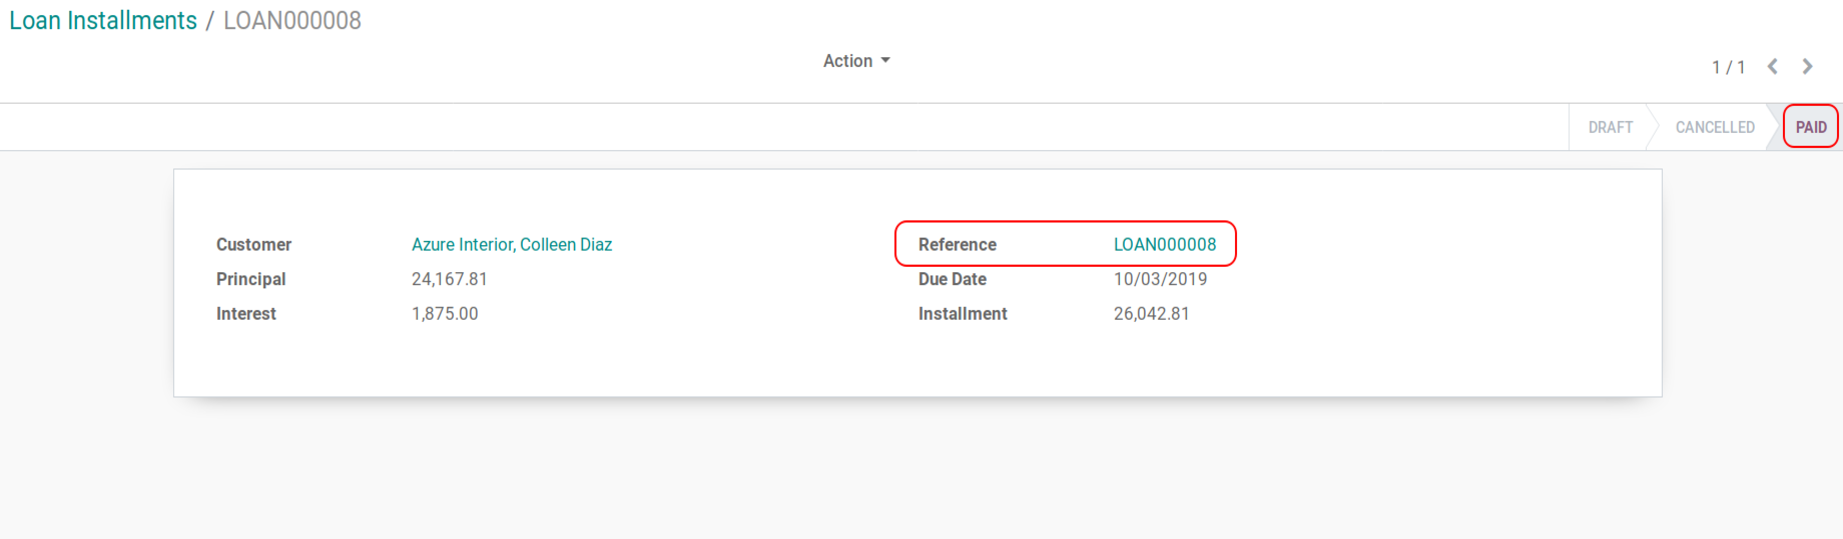 Loan Installments / LOAN000008
Action
1 / 1
DRAFT CANCELLED PAID
Customer Azure Interior, Colleen Diaz Reference LOAN000008
Principal 24,167.81 Due Date 10/03/2019
Interest 1,875.00 Installment 26,042.81